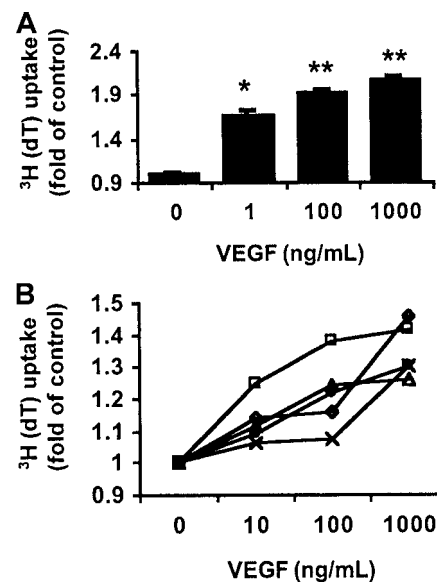 A
³H (dT) uptake
(fold of control)
2.4
1.9
1.4
0.9
*
**
**
0 1 100 1000
VEGF (ng/mL)
B
³H (dT) uptake
(fold of control)
1.5
1.4
1.3
1.2
1.1
1
0.9
0 10 100 1000
VEGF (ng/mL)